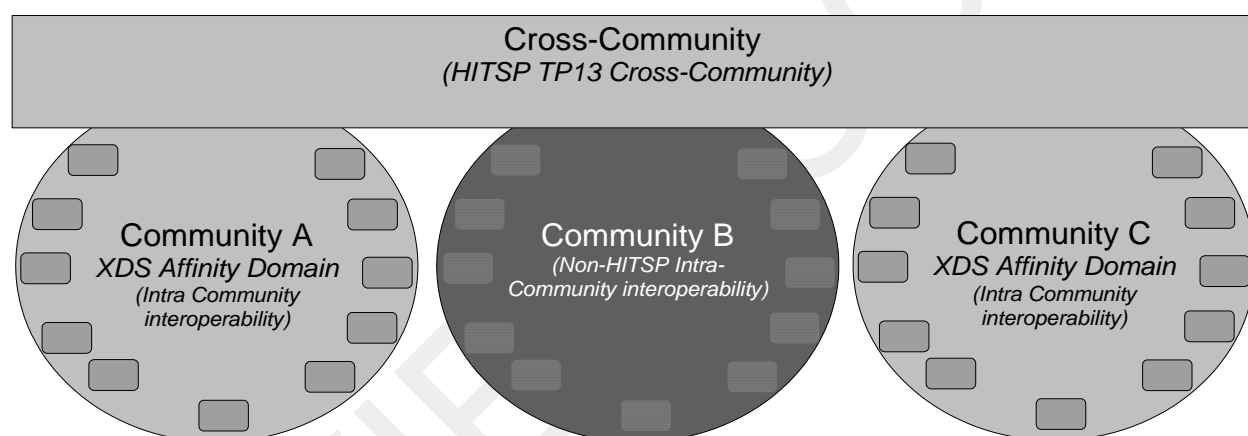 Cross-Community
(HITSP TP13 Cross-Community)
Community A
XDS Affinity Domain
(Intra Community
interoperability)
Community B
(Non-HITSP Intra-
Community interoperability)
Community C
XDS Affinity Domain
(Intra Community
interoperability)